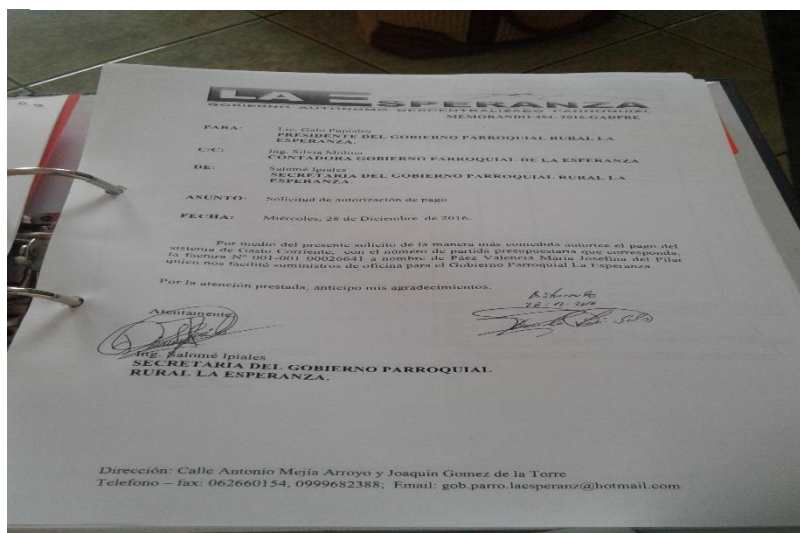 LA ESPERANZA
GOBIERNO AUTONOMO DESCENTRALIZADO PARROQUIAL
MEMORANDO-484- 2016-GADPRE
PARA: Lic. Galo Pupiales
PRESIDENTE DEL GOBIERNO PARROQUIAL RURAL LA
ESPERANZA.
C/C: Ing. Silvia Molina
CONTADORA GOBIERNO PARROQUIAL DE LA ESPERANZA
DE: Salomé Ipiales
SECRETARIA DEL GOBIERNO PARROQUIAL RURAL LA
ESPERANZA
ASUNTO: Solicitud de autorización de pago
FECHA: Miércoles, 28 de Diciembre de 2016.
Por medio del presente solicito de la manera más comedida autorice el pago del
sistema de Gasto Corriente, con el número de partida presupuestaria que corresponda,
la factura Nº 001-001 00026641 a nombre de Páez Valencia María Josefina del Pilar
quien nos facilitó suministros de oficina para el Gobierno Parroquial La Esperanza.
Por la atención prestada, anticipo mis agradecimientos.
Atentamente
Ing. Salomé Ipiales
SECRETARIA DEL GOBIERNO PARROQUIAL
RURAL LA ESPERANZA.
Dirección: Calle Antonio Mejía Arroyo y Joaquín Gomez de la Torre
Telefono – fax: 062660154, 0999682388; Email: gob.parro.laesperanz@hotmail.com